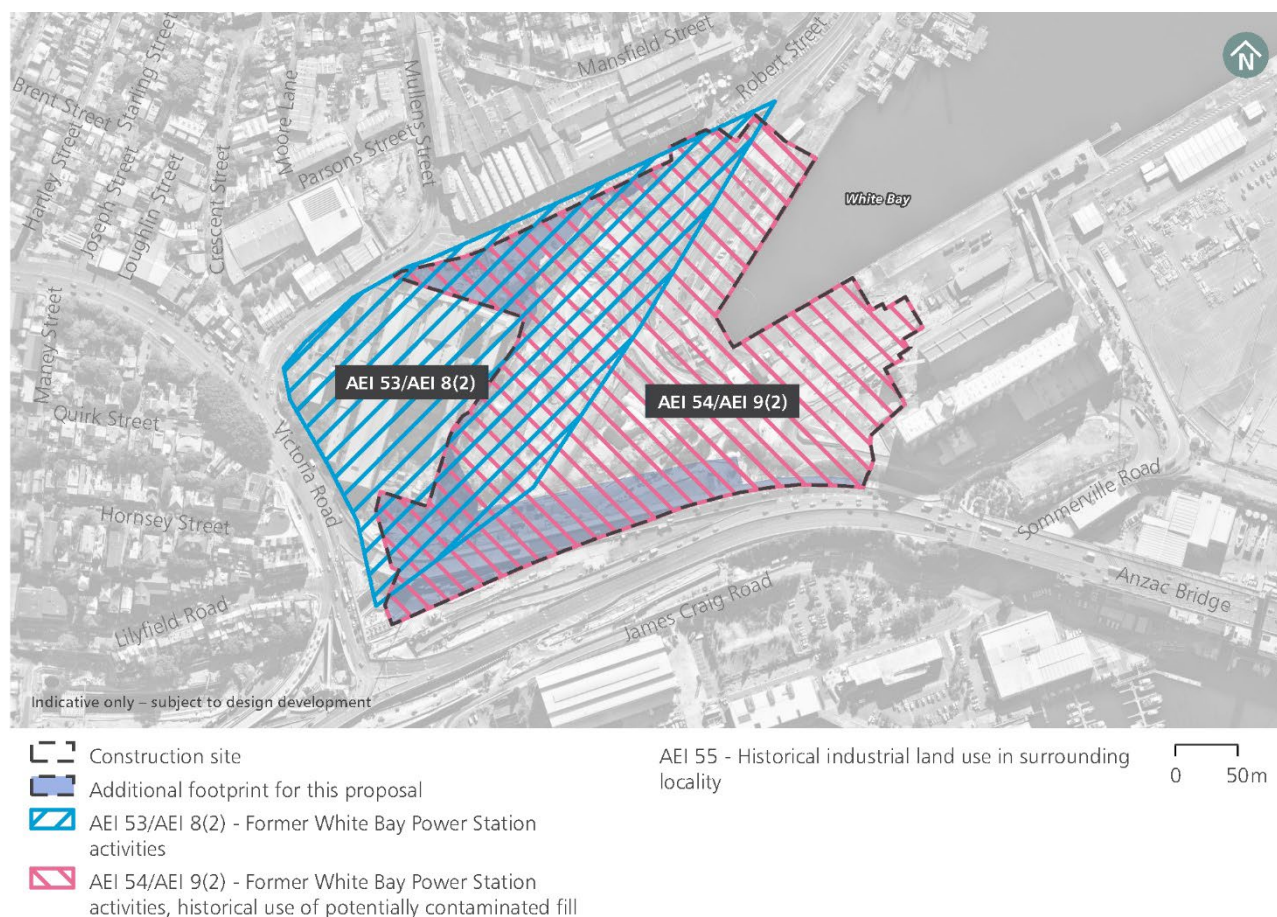 Mansfield Street
Robert Street
N
Starling Street
Brent Street
Moore Lane
Mullens Street
Parsons Street
Hartley Street
Joseph Street
Loughlin Street
Crescent Street
White Bay
Maney Street
AEI 53/AEI 8(2)
AEI 54/AEI 9(2)
Quirk Street
Victoria Road
Hornsey Street
Sommerville Road
Anzac Bridge
Lilyfield Road
James Craig Road
Indicative only – subject to design development
Construction site
Additional footprint for this proposal
AEI 53/AEI 8(2) - Former White Bay Power Station
activities
AEI 54/AEI 9(2) - Former White Bay Power Station
activities, historical use of potentially contaminated fill
AEI 55 - Historical industrial land use in surrounding
locality
0 50m